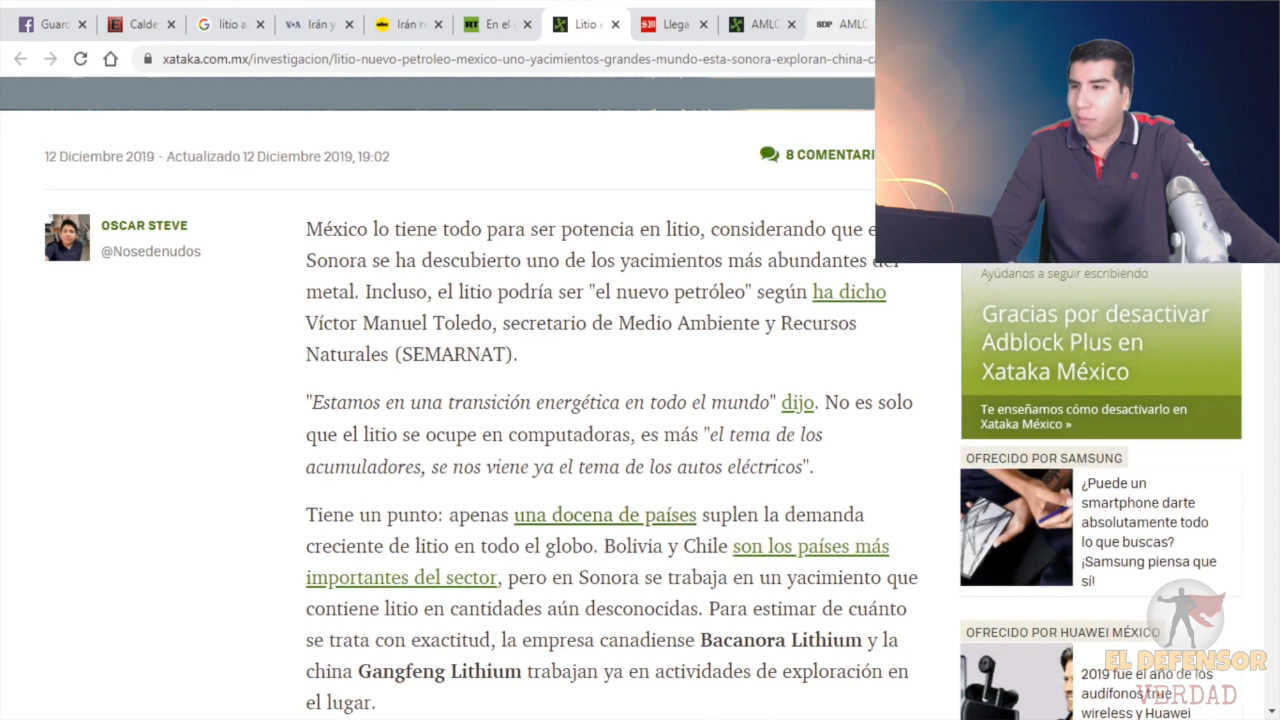 Guarc
Calde
litio a
VOA Irán y
Irán r
RT En el
Litio
SM Llega
AMLC
SDP AMLC
xataka.com.mx/investigacion/litio-nuevo-petroleo-mexico-uno-yacimientos-grandes-mundo-esta-sonora-exploran-china-ca
12 Diciembre 2019 - Actualizado 12 Diciembre 2019, 19:02
8 COMENTARI
OSCAR STEVE
@Nosedenudos
México lo tiene todo para ser potencia en litio, considerando que e
Sonora se ha descubierto uno de los yacimientos más abundantes del
metal. Incluso, el litio podría ser "el nuevo petróleo" según ha dicho
Víctor Manuel Toledo, secretario de Medio Ambiente y Recursos
Naturales (SEMARNAT).
"Estamos en una transición energética en todo el mundo" dijo. No es solo
que el litio se ocupe en computadoras, es más "el tema de los
acumuladores, se nos viene ya el tema de los autos eléctricos".
Tiene un punto: apenas una docena de países suplen la demanda
creciente de litio en todo el globo. Bolivia y Chile son los países más
importantes del sector, pero en Sonora se trabaja en un yacimiento que
contiene litio en cantidades aún desconocidas. Para estimar de cuánto
se trata con exactitud, la empresa canadiense Bacanora Lithium y la
china Gangfeng Lithium trabajan ya en actividades de exploración en
el lugar.
Ayúdanos a seguir escribiendo
Gracias por desactivar
Adblock Plus en
Xataka México
Te enseñamos cómo desactivarlo en
Xataka México »
OFRECIDO POR SAMSUNG
¿Puede un
smartphone darte
absolutamente todo
lo que buscas?
¡Samsung piensa que
sí!
OFRECIDO POR HUAWEI MÉXICO
2019 fue el año de los
audífonos true
wireless y Huawei
EL DEFENSOR
VERDAD